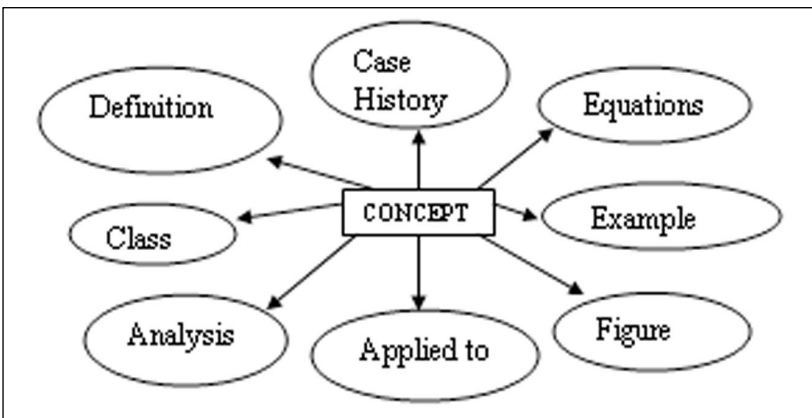 Case
History
Definition
Equations
CONCEPT
Class
Example
Analysis
Applied to
Figure